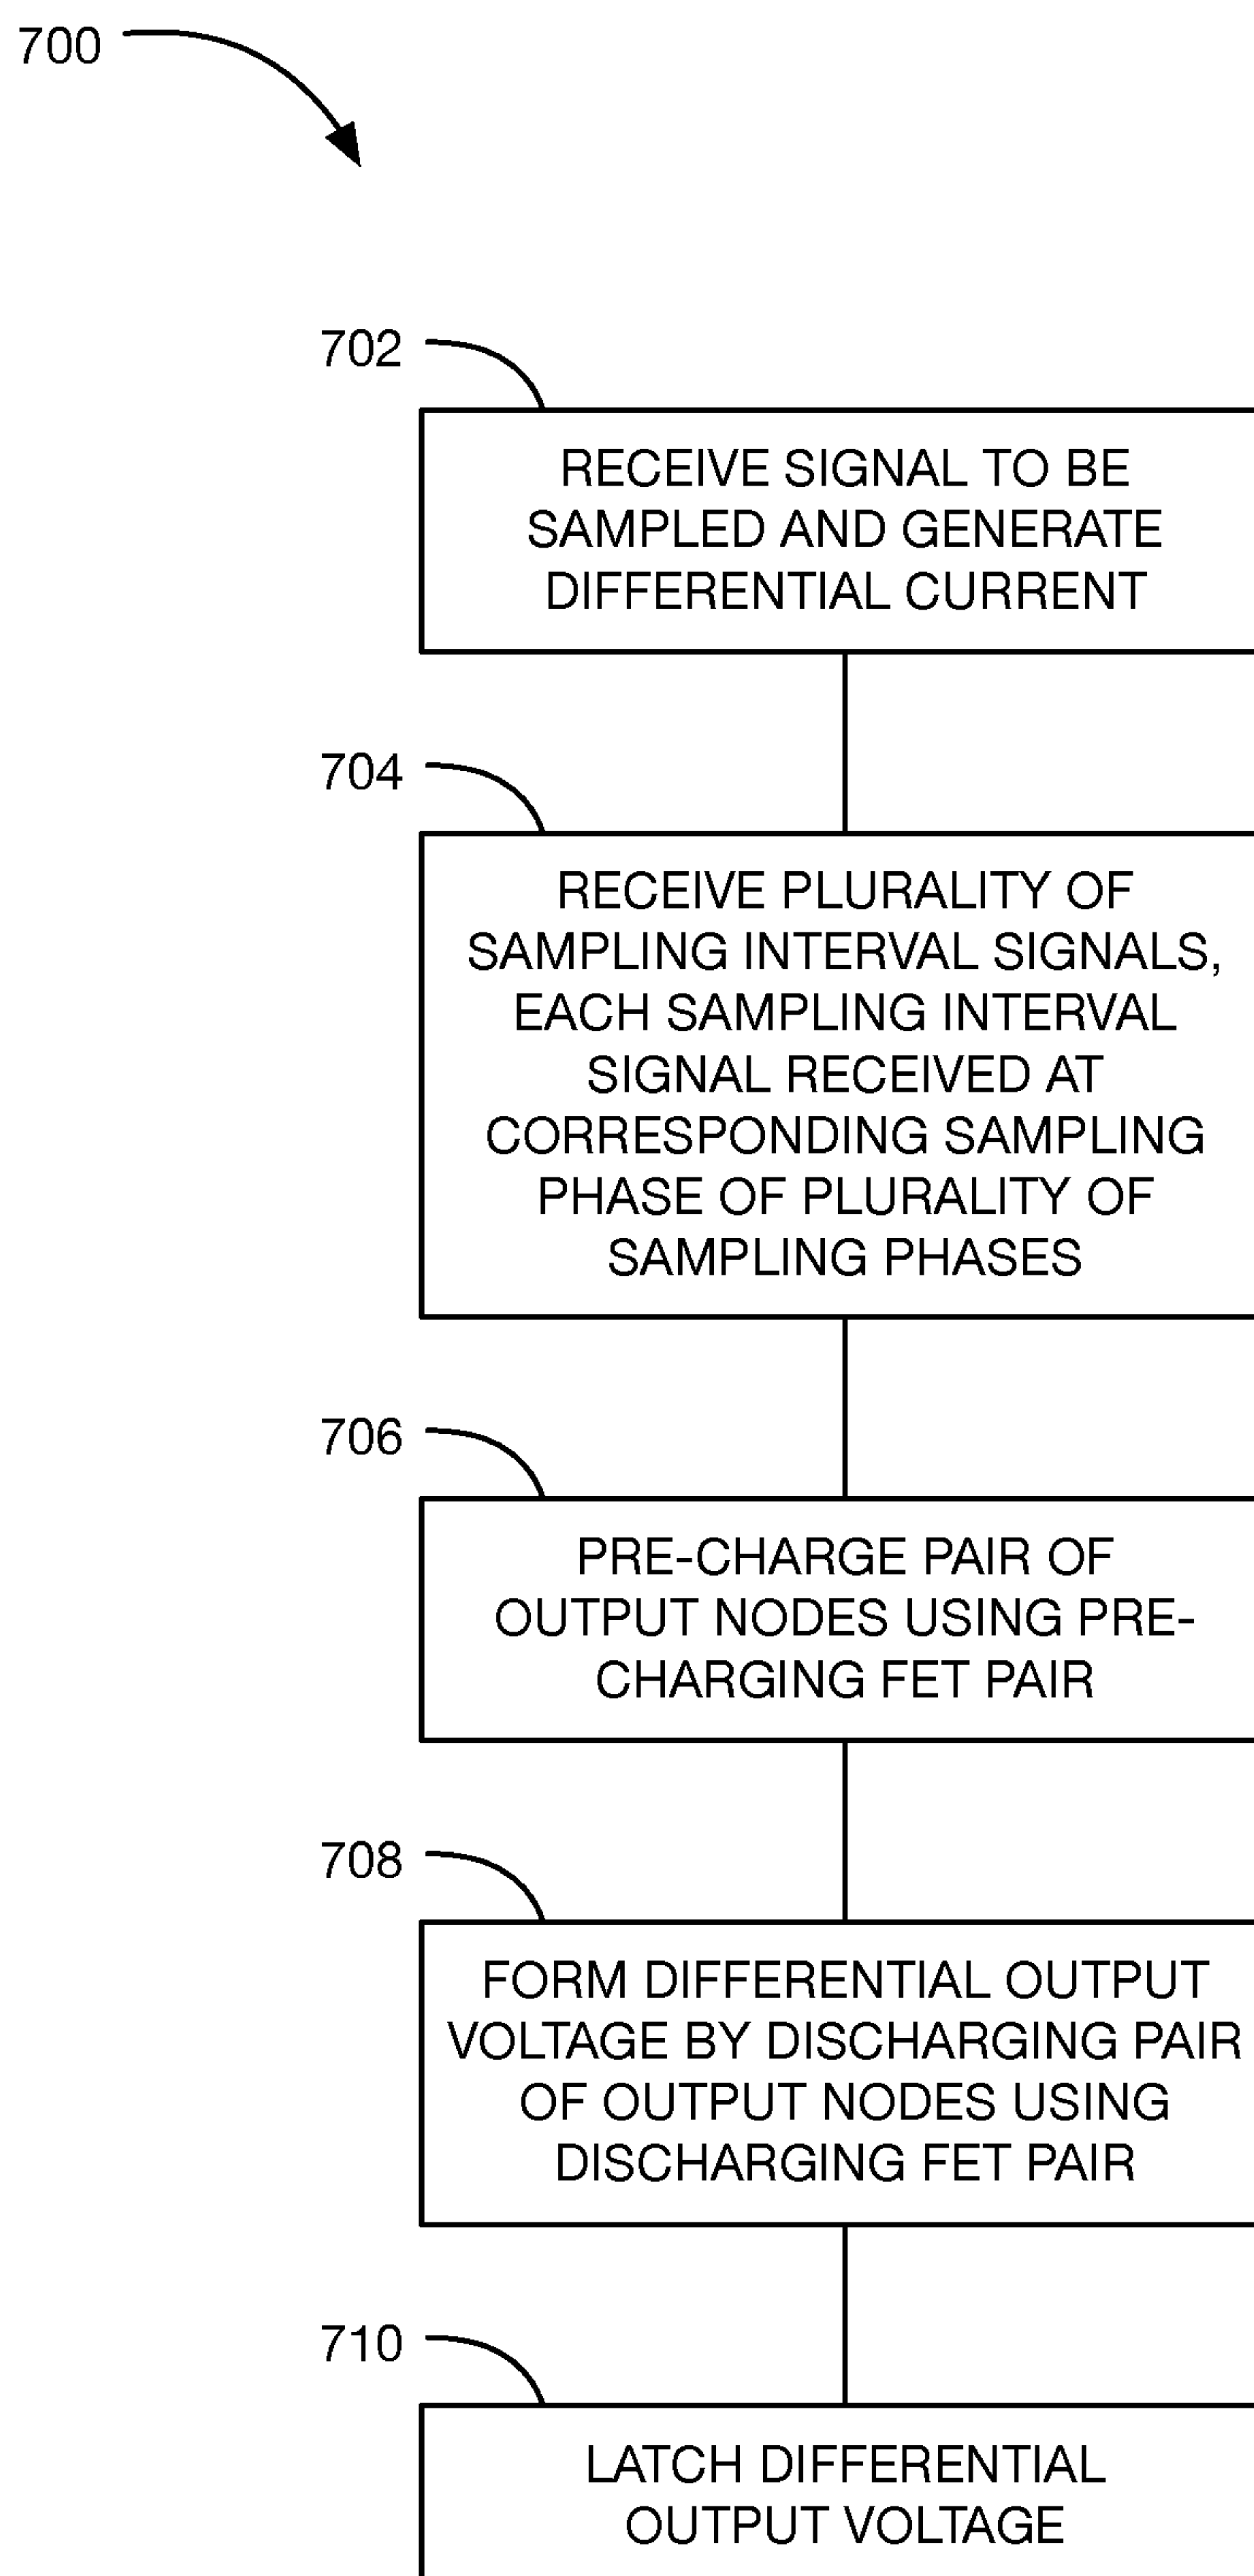 700
702
RECEIVE SIGNAL TO BE
SAMPLED AND GENERATE
DIFFERENTIAL CURRENT
704
RECEIVE PLURALITY OF
SAMPLING INTERVAL SIGNALS,
EACH SAMPLING INTERVAL
SIGNAL RECEIVED AT
CORRESPONDING SAMPLING
PHASE OF PLURALITY OF
SAMPLING PHASES
706
PRE-CHARGE PAIR OF
OUTPUT NODES USING PRE-
CHARGING FET PAIR
708
FORM DIFFERENTIAL OUTPUT
VOLTAGE BY DISCHARGING PAIR
OF OUTPUT NODES USING
DISCHARGING FET PAIR
710
LATCH DIFFERENTIAL
OUTPUT VOLTAGE